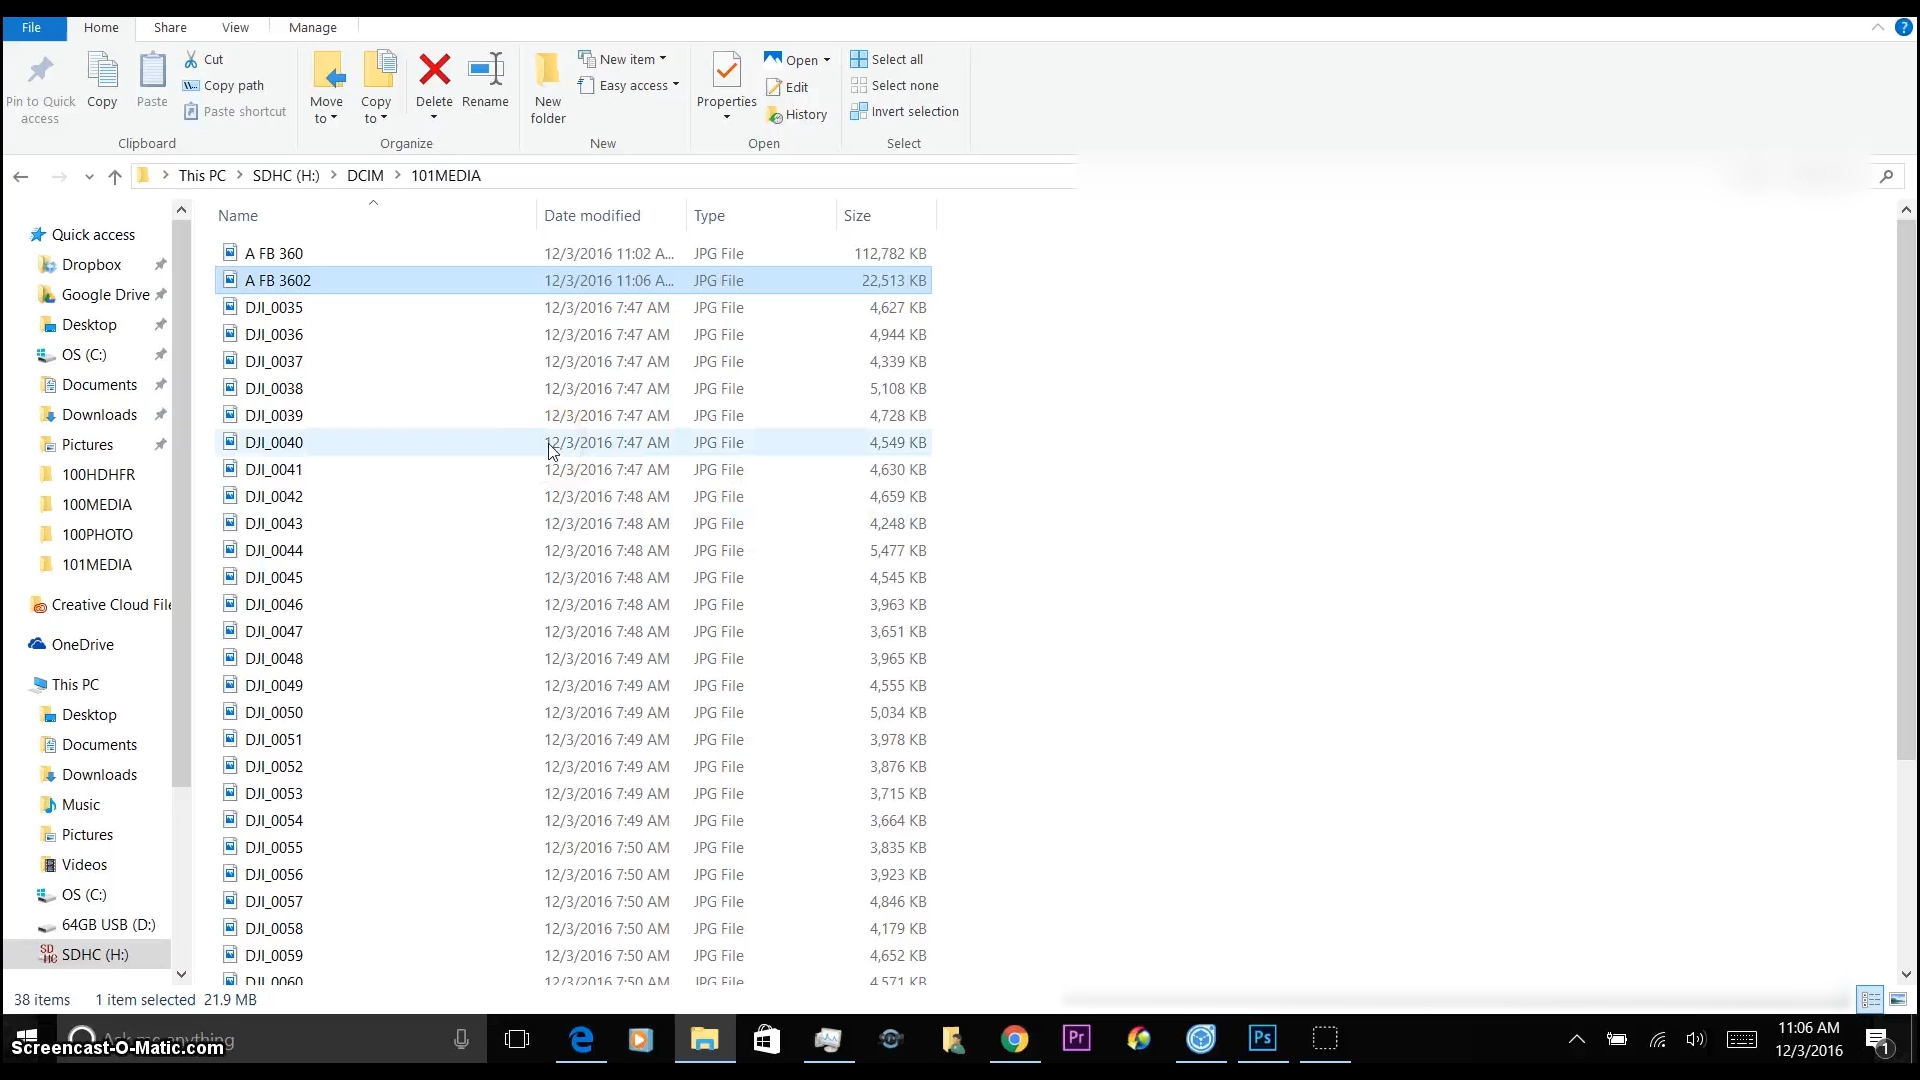 File Home Share View Manage
Pin to Quick access
Copy
Paste
Cut
Copy path
Paste shortcut
Clipboard
Move to
Copy to
Delete
Rename
Organize
New folder
New item
Easy access
New
Properties
Open
Edit
History
Open
Select all
Select none
Invert selection
Select
This PC SDHC (H:) DCIM 101MEDIA
Quick access
Dropbox
Google Drive
Desktop
OS (C:)
Documents
Downloads
Pictures
100HDHFR
100MEDIA
100PHOTO
101MEDIA
Creative Cloud File
OneDrive
This PC
Desktop
Documents
Downloads
Music
Pictures
Videos
OS (C:)
64GB USB (D:)
SDHC (H:)
Name Date modified Type Size
A FB 360 12/3/2016 11:02 A... JPG File 112,782 KB
A FB 3602 12/3/2016 11:06 A... JPG File 22,513 KB
DJI_0035 12/3/2016 7:47 AM JPG File 4,627 KB
DJI_0036 12/3/2016 7:47 AM JPG File 4,944 KB
DJI_0037 12/3/2016 7:47 AM JPG File 4,339 KB
DJI_0038 12/3/2016 7:47 AM JPG File 5,108 KB
DJI_0039 12/3/2016 7:47 AM JPG File 4,728 KB
DJI_0040 12/3/2016 7:47 AM JPG File 4,549 KB
DJI_0041 12/3/2016 7:47 AM JPG File 4,630 KB
DJI_0042 12/3/2016 7:48 AM JPG File 4,659 KB
DJI_0043 12/3/2016 7:48 AM JPG File 4,248 KB
DJI_0044 12/3/2016 7:48 AM JPG File 5,477 KB
DJI_0045 12/3/2016 7:48 AM JPG File 4,545 KB
DJI_0046 12/3/2016 7:48 AM JPG File 3,963 KB
DJI_0047 12/3/2016 7:48 AM JPG File 3,651 KB
DJI_0048 12/3/2016 7:49 AM JPG File 3,965 KB
DJI_0049 12/3/2016 7:49 AM JPG File 4,555 KB
DJI_0050 12/3/2016 7:49 AM JPG File 5,034 KB
DJI_0051 12/3/2016 7:49 AM JPG File 3,978 KB
DJI_0052 12/3/2016 7:49 AM JPG File 3,876 KB
DJI_0053 12/3/2016 7:49 AM JPG File 3,715 KB
DJI_0054 12/3/2016 7:49 AM JPG File 3,664 KB
DJI_0055 12/3/2016 7:50 AM JPG File 3,835 KB
DJI_0056 12/3/2016 7:50 AM JPG File 3,923 KB
DJI_0057 12/3/2016 7:50 AM JPG File 4,846 KB
DJI_0058 12/3/2016 7:50 AM JPG File 4,179 KB
DJI_0059 12/3/2016 7:50 AM JPG File 4,652 KB
DJI_0060 12/3/2016 7:50 AM JPG File 4,571 KB
38 items 1 item selected 21.9 MB
Ask me anything
Screencast-O-Matic.com
Pr
Ps
11:06 AM
12/3/2016
1